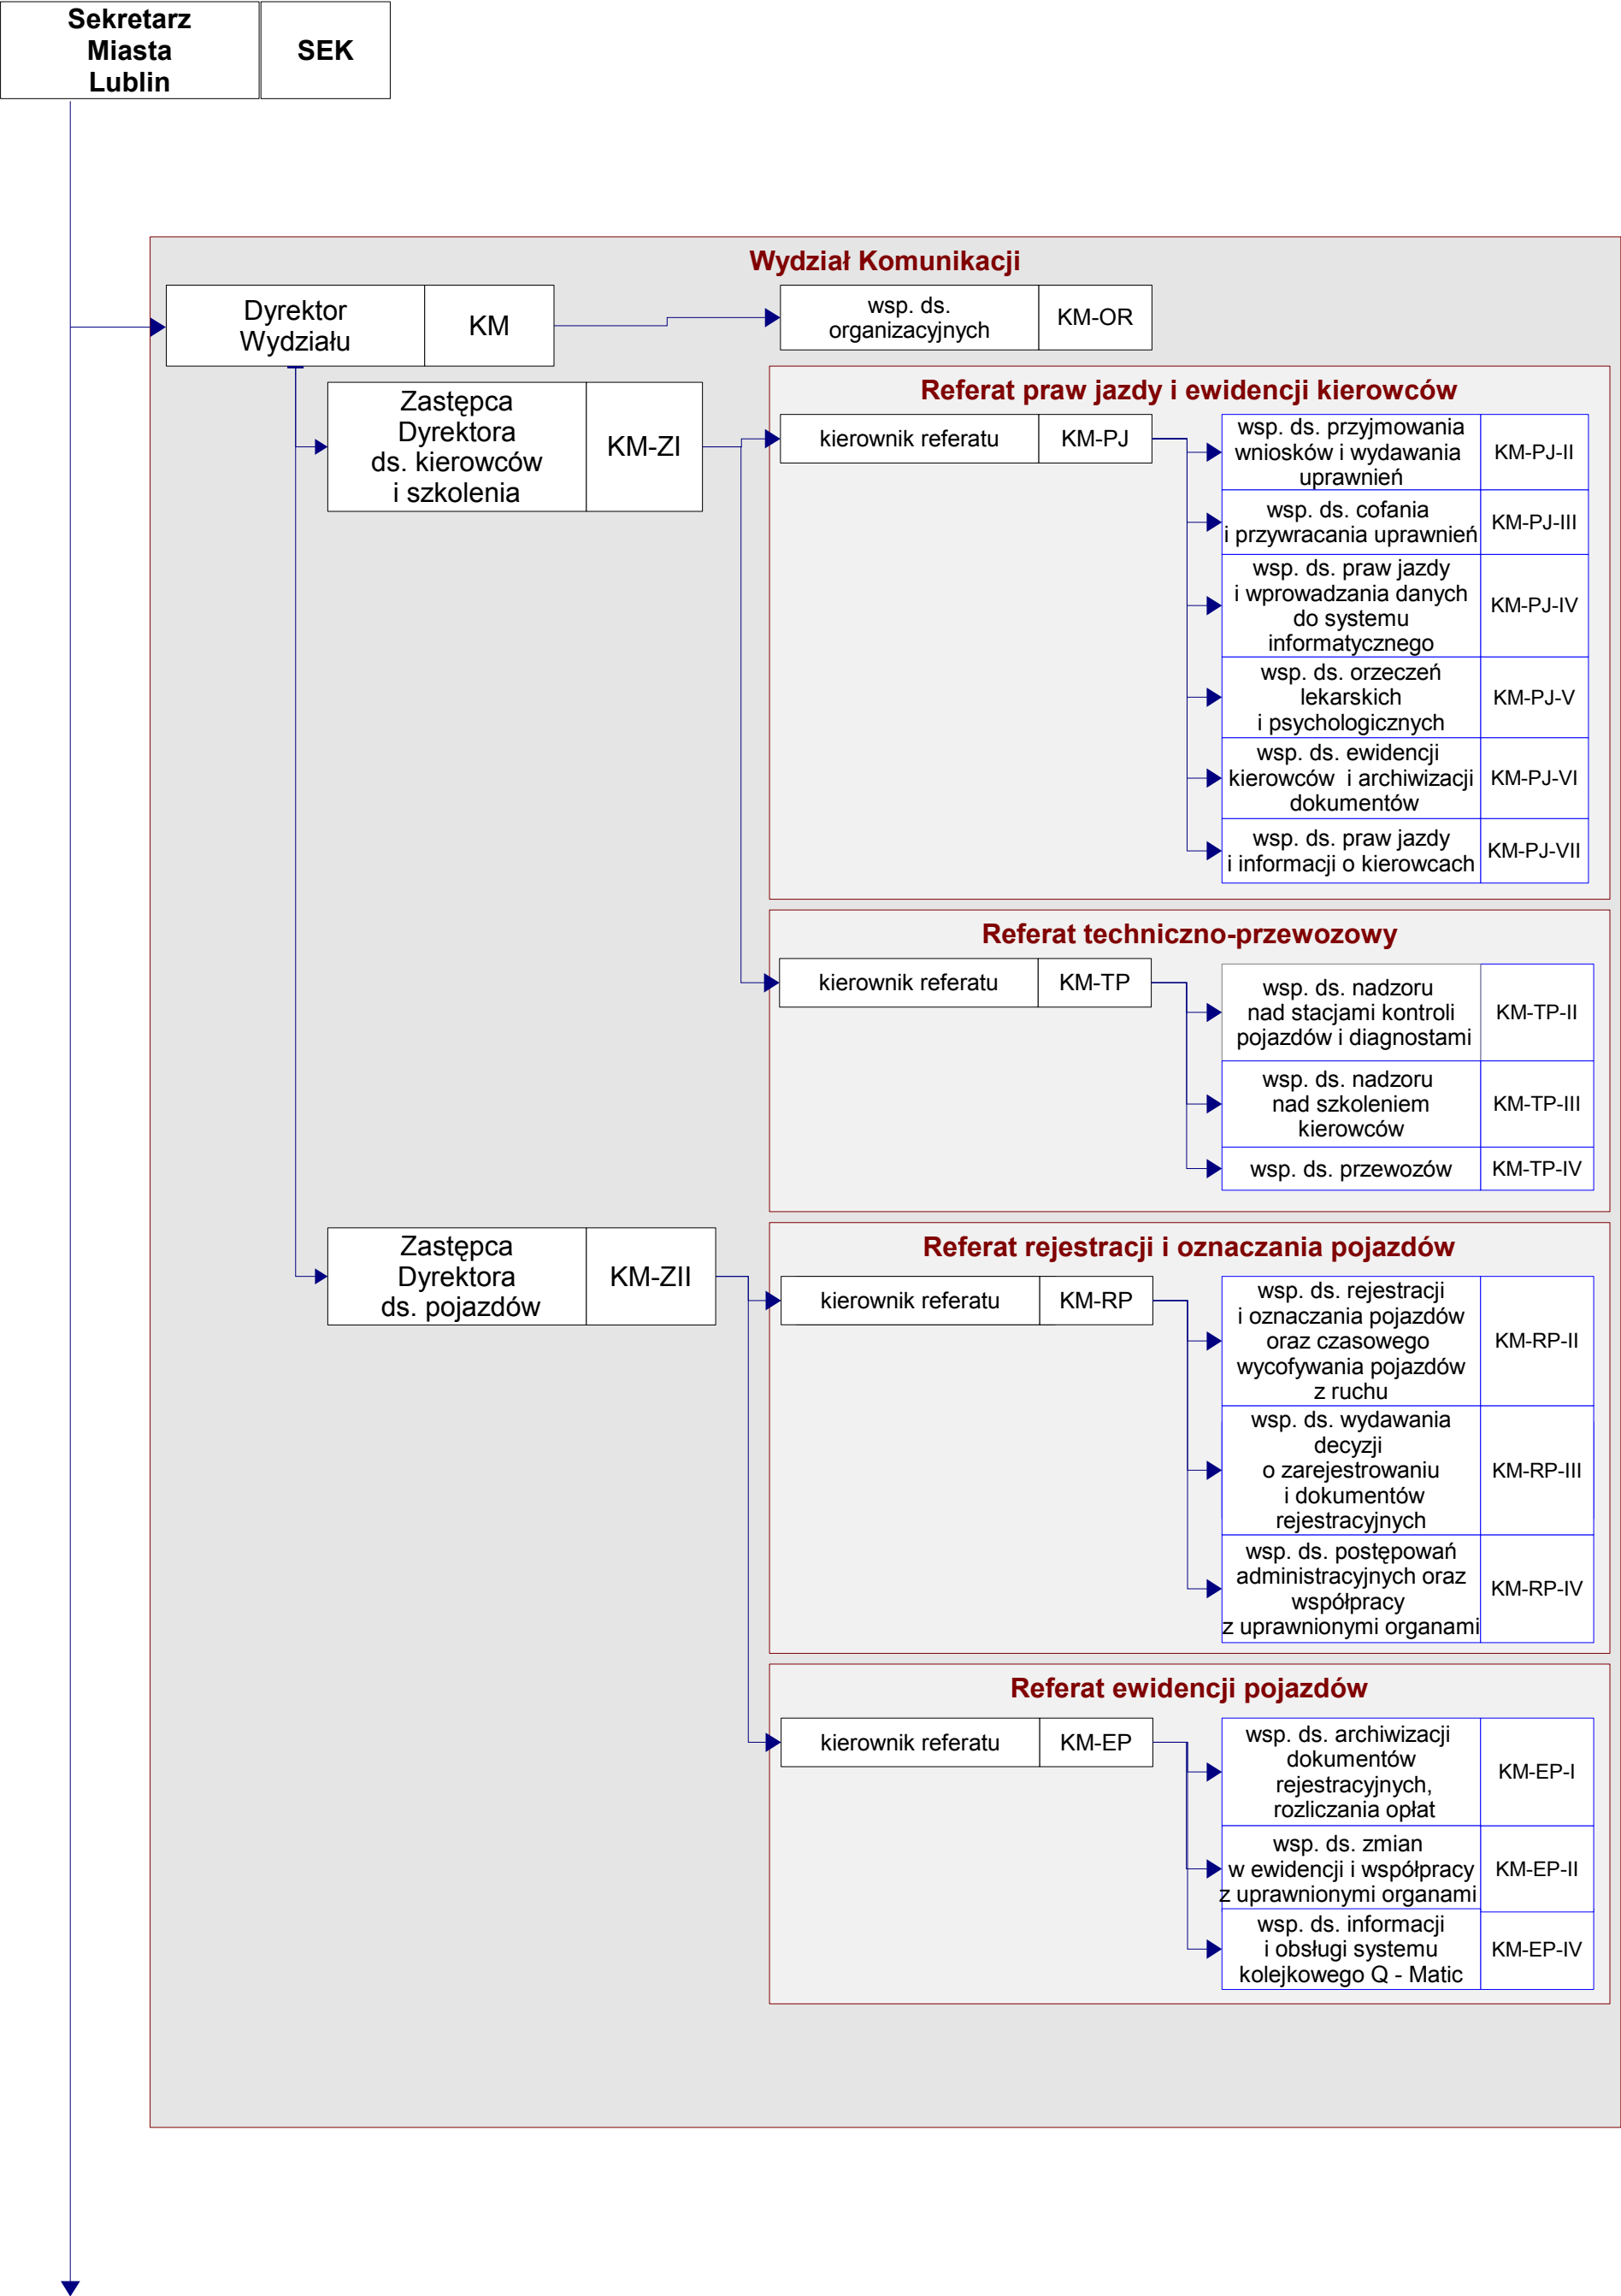 Sekretarz
Miasta
Lublin
SEK
Wydział Komunikacji
Dyrektor
Wydziału
KM
wsp. ds.
organizacyjnych
KM-OR
Zastępca
Dyrektora
ds. kierowców
i szkolenia
KM-ZI
Referat praw jazdy i ewidencji kierowców
kierownik referatu
KM-PJ
wsp. ds. przyjmowania
wniosków i wydawania
uprawnień
KM-PJ-II
wsp. ds. cofania
i przywracania uprawnień
KM-PJ-III
wsp. ds. praw jazdy
i wprowadzania danych
do systemu
informatycznego
KM-PJ-IV
wsp. ds. orzeczeń
lekarskich
i psychologicznych
KM-PJ-V
wsp. ds. ewidencji
kierowców i archiwizacji
dokumentów
KM-PJ-VI
wsp. ds. praw jazdy
i informacji o kierowcach
KM-PJ-VII
Referat techniczno-przewozowy
kierownik referatu
KM-TP
wsp. ds. nadzoru
nad stacjami kontroli
pojazdów i diagnostami
KM-TP-II
wsp. ds. nadzoru
nad szkoleniem
kierowców
KM-TP-III
wsp. ds. przewozów
KM-TP-IV
Zastępca
Dyrektora
ds. pojazdów
KM-ZII
Referat rejestracji i oznaczania pojazdów
kierownik referatu
KM-RP
wsp. ds. rejestracji
i oznaczania pojazdów
oraz czasowego
wycofywania pojazdów
z ruchu
KM-RP-II
wsp. ds. wydawania
decyzji
o zarejestrowaniu
i dokumentów
rejestracyjnych
KM-RP-III
wsp. ds. postępowań
administracyjnych oraz
współpracy
z uprawnionymi organami
KM-RP-IV
Referat ewidencji pojazdów
kierownik referatu
KM-EP
wsp. ds. archiwizacji
dokumentów
rejestracyjnych,
rozliczania opłat
KM-EP-I
wsp. ds. zmian
w ewidencji i współpracy
z uprawnionymi organami
KM-EP-II
wsp. ds. informacji
i obsługi systemu
kolejkowego Q - Matic
KM-EP-IV